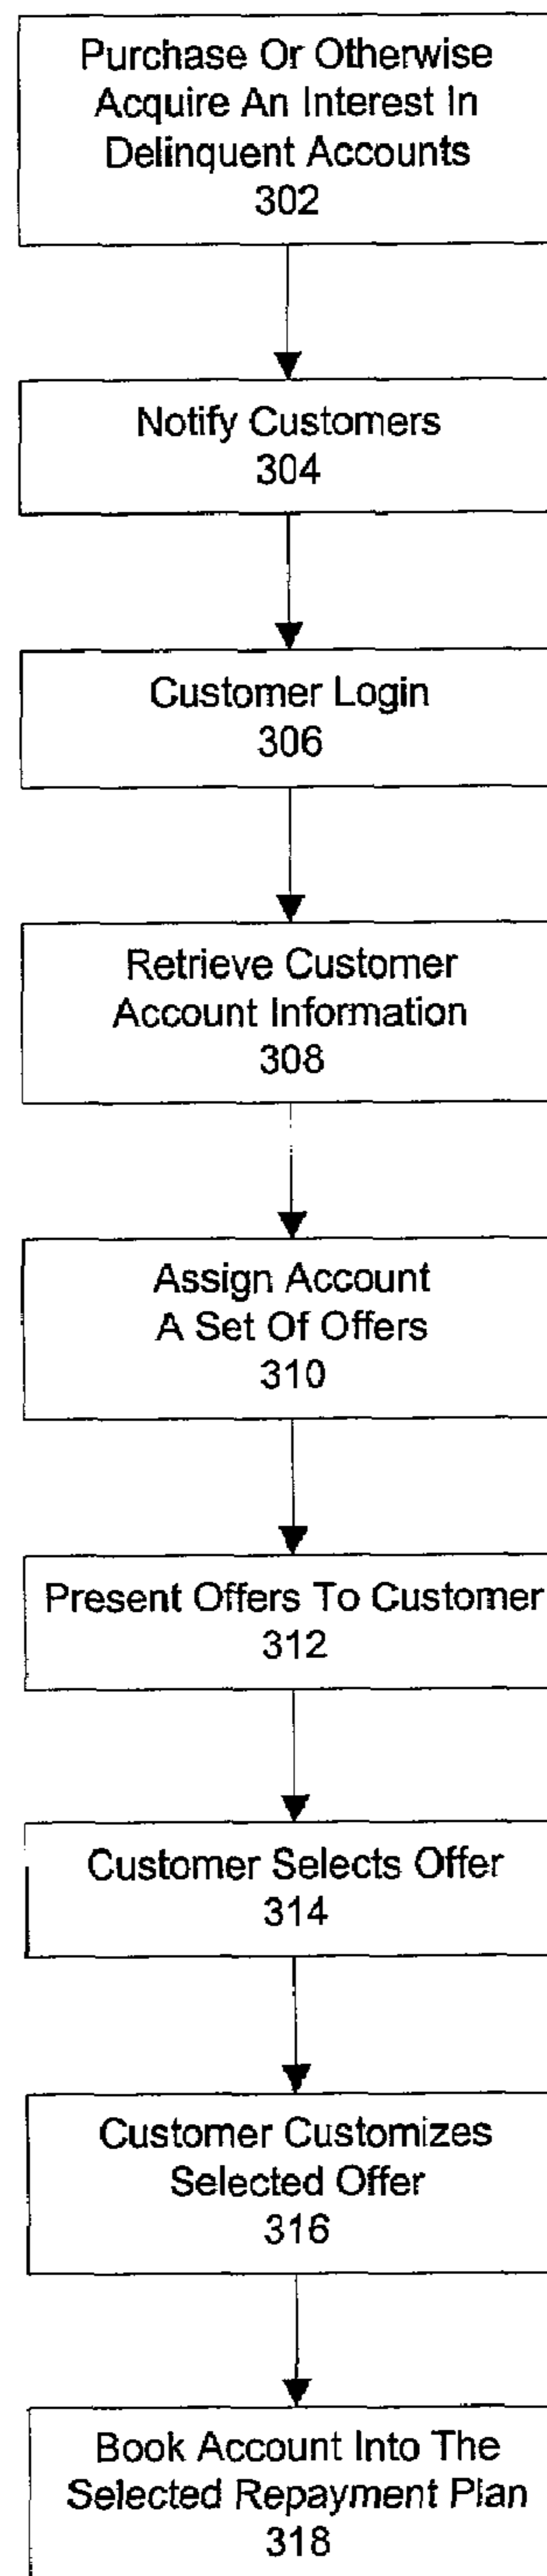 Purchase Or Otherwise
Acquire An Interest In
Delinquent Accounts
302
Notify Customers
304
Customer Login
306
Retrieve Customer
Account Information
308
Assign Account
A Set Of Offers
310
Present Offers To Customer
312
Customer Selects Offer
314
Customer Customizes
Selected Offer
316
Book Account Into The
Selected Repayment Plan
318